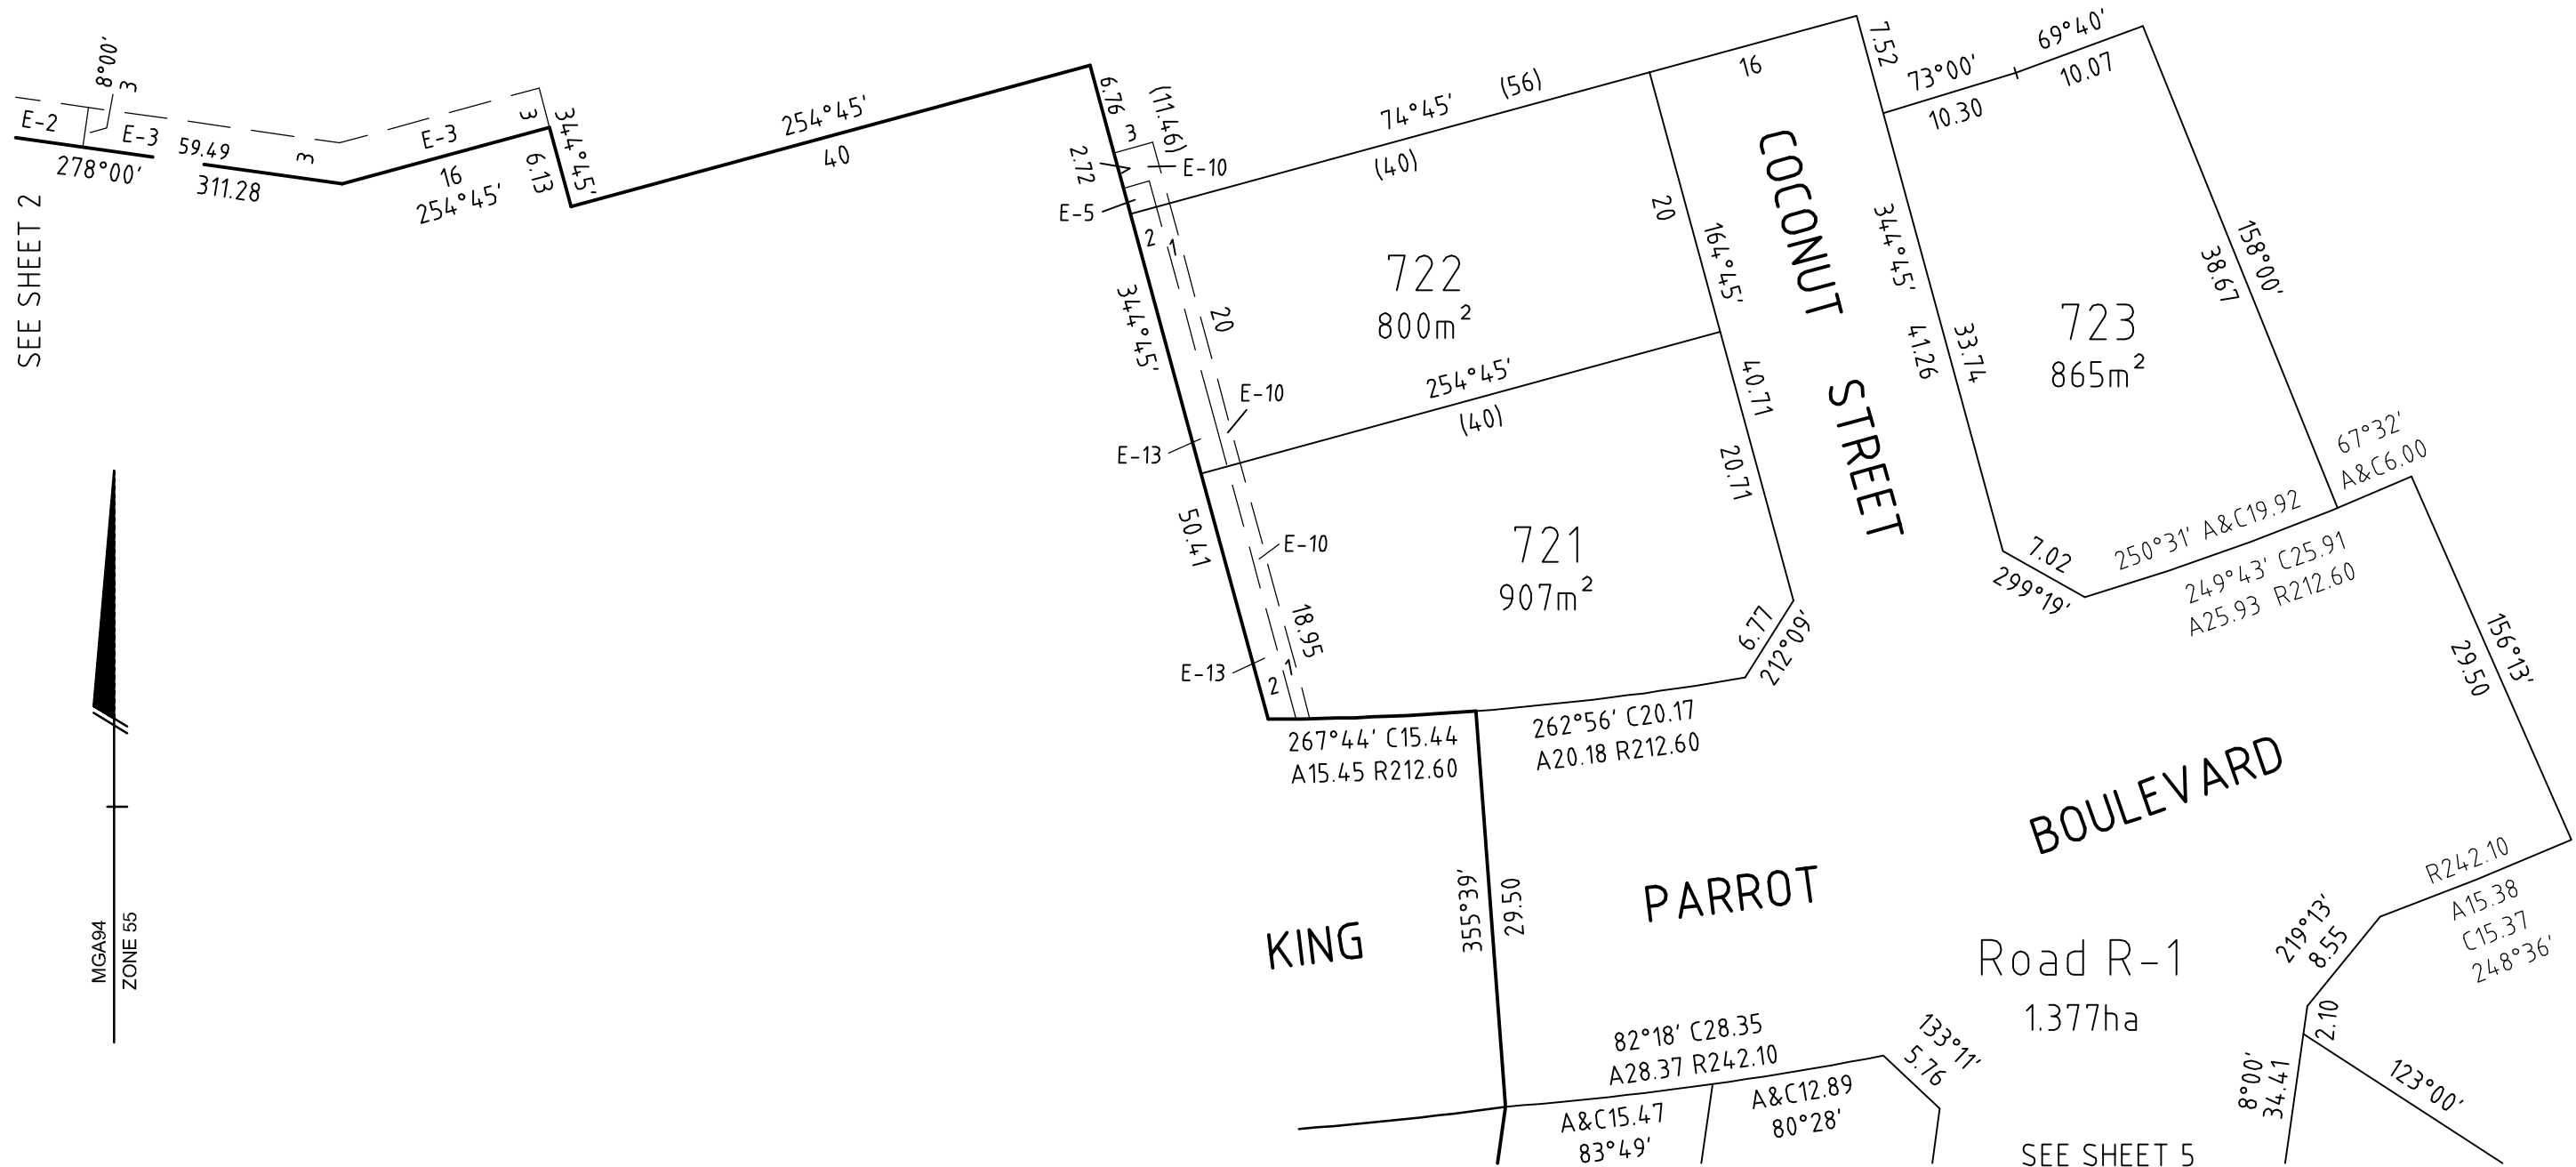 8°00'
3
E-2
E-3
59.49
3
278°00'
311.28
E-3
3
16
254°45'
344°45'
6.13
SEE SHEET 2
254°45'
40
6.76
3
(11.46)
2.72
E-10
E-5
2
1
74°45'
(56)
(40)
16
7.52
73°00'
10.30
69°40'
10.07
722
800m²
20
164°45'
COCONUT
STREET
344°45'
20
344°45'
E-10
E-13
254°45'
(40)
40.71
41.26
33.74
723
865m²
38.67
158°00'
67°32'
A&C6.00
50.41
E-10
721
907m²
20.71
18.95
E-13
1
2
6.77
212°09'
7.02
299°19'
250°31' A&C19.92
249°43' C25.91
A25.93 R212.60
156°13'
29.50
267°44' C15.44
A15.45 R212.60
262°56' C20.17
A20.18 R212.60
MGA94
ZONE 55
KING
PARROT
BOULEVARD
355°39'
29.50
Road R-1
1.377ha
R242.10
A15.38
C15.37
248°36'
219°13'
8.55
2.10
8°00'
34.41
123°00'
82°18' C28.35
A28.37 R242.10
133°11'
5.76
A&C15.47
83°49'
A&C12.89
80°28'
SEE SHEET 5